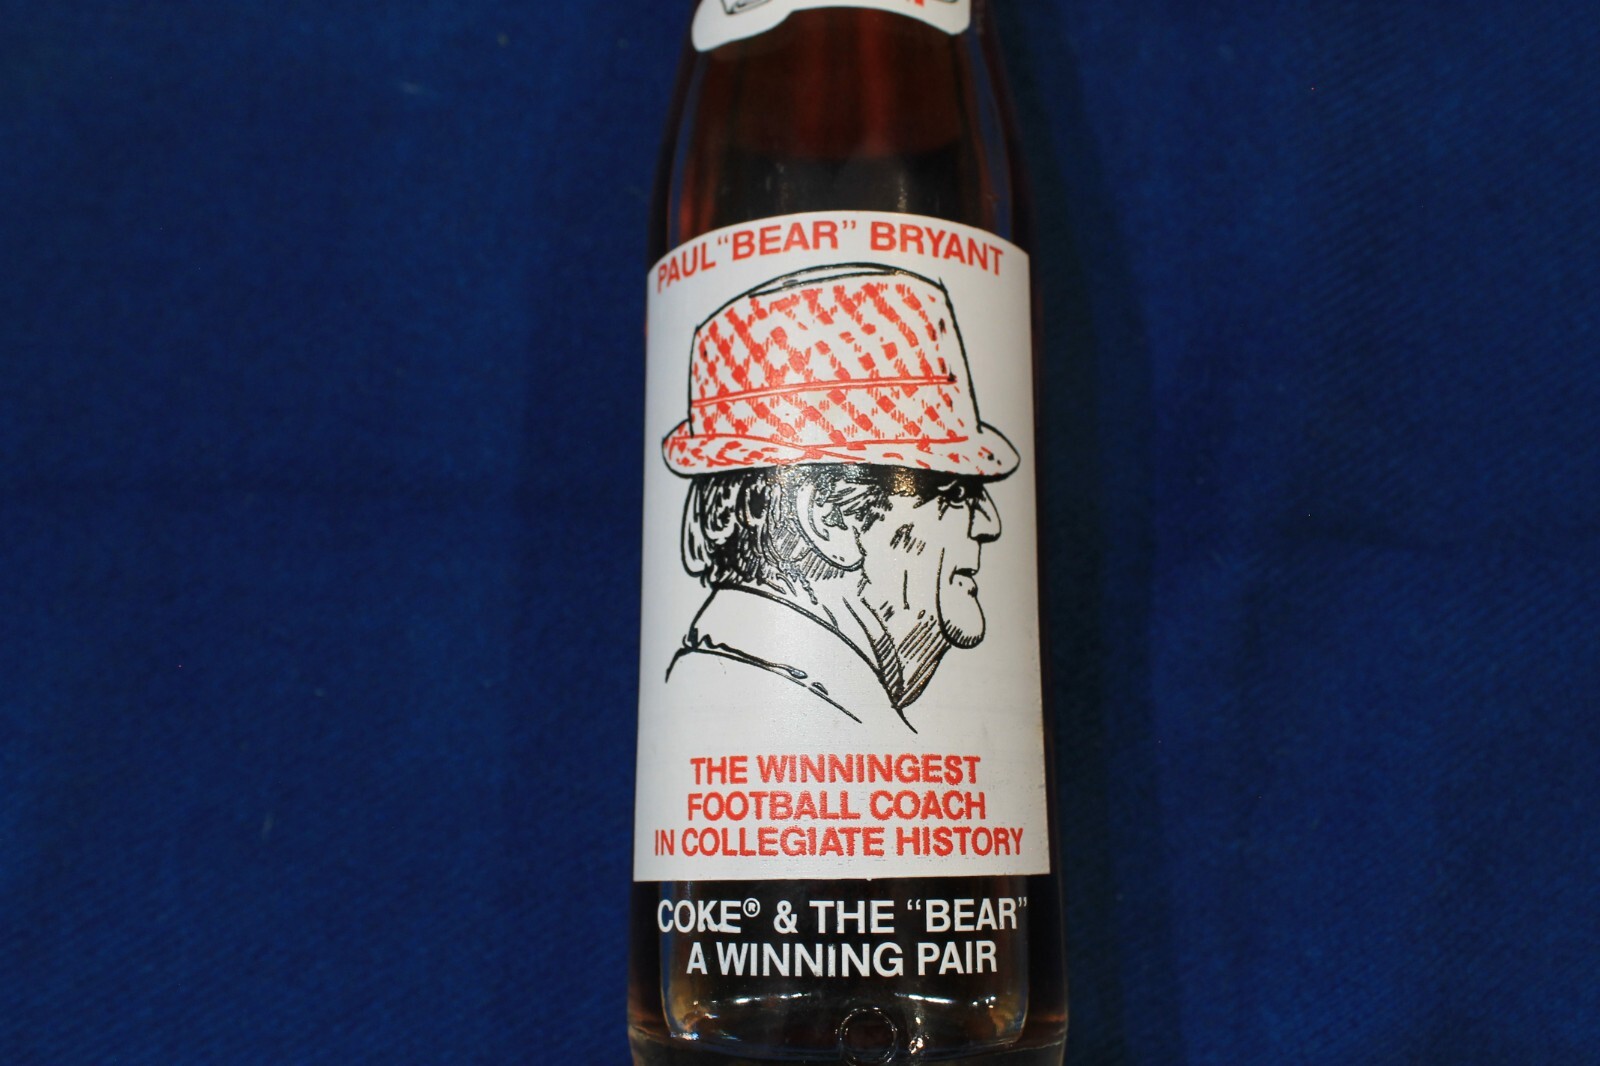 PAUL "BEAR" BRYANT
THE WINNINGEST
FOOTBALL COACH
IN COLLEGIATE HISTORY
COKE® & THE "BEAR"
A WINNING PAIR